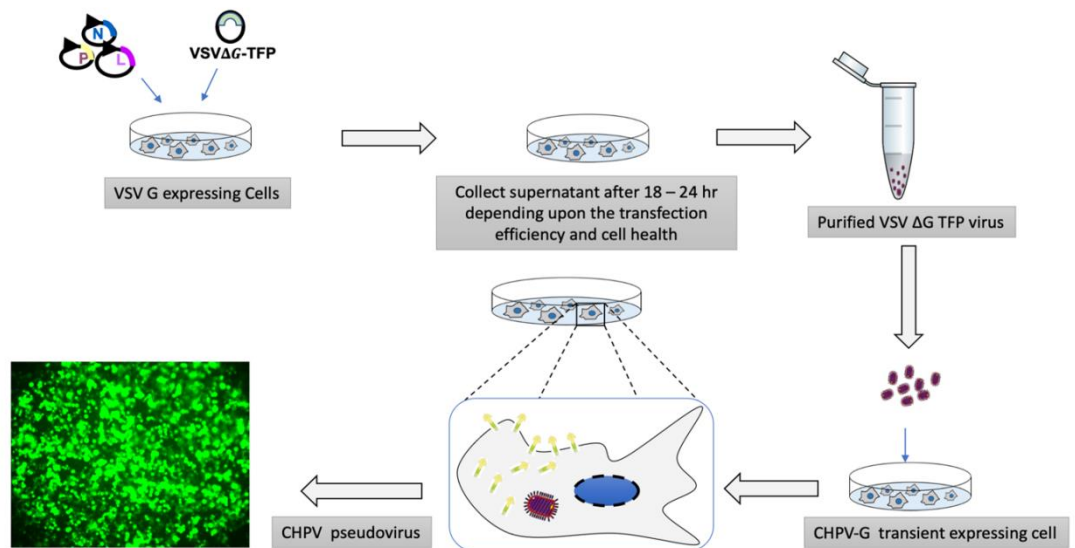 N
P
L
VSVΔG-TFP
VSV G expressing Cells
Collect supernatant after 18 – 24 hr
depending upon the transfection
efficiency and cell health
Purified VSV ΔG TFP virus
CHPV pseudovirus
CHPV-G transient expressing cell